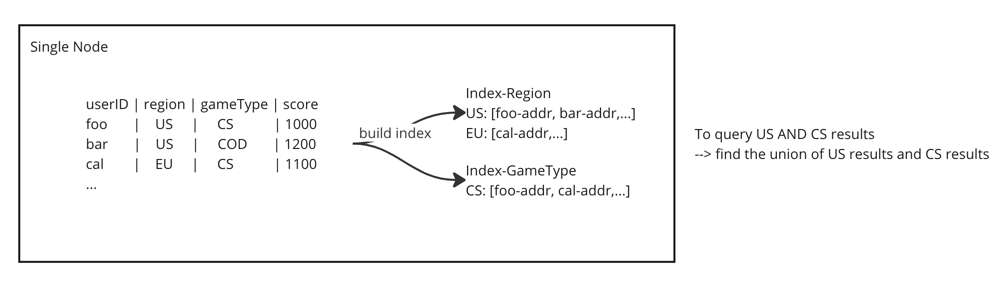 Single Node
userID | region | gameType | score
foo | US | CS | 1000
bar | US | COD | 1200
cal | EU | CS | 1100
...
build index
Index-Region
US: [foo-addr, bar-addr,...]
EU: [cal-addr,...]
Index-GameType
CS: [foo-addr, cal-addr,...]
To query US AND CS results
--> find the union of US results and CS results